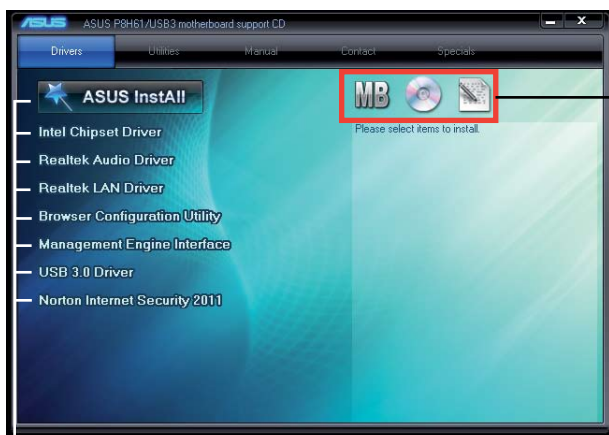 ASUS ASUS P8H61/USB3 motherboard support CD
Drivers Utilities Manual Contact Specials
ASUS InstAll
MB
Please select items to install.
Intel Chipset Driver
Realtek Audio Driver
Realtek LAN Driver
Browser Configuration Utility
Management Engine Interface
USB 3.0 Driver
Norton Internet Security 2011